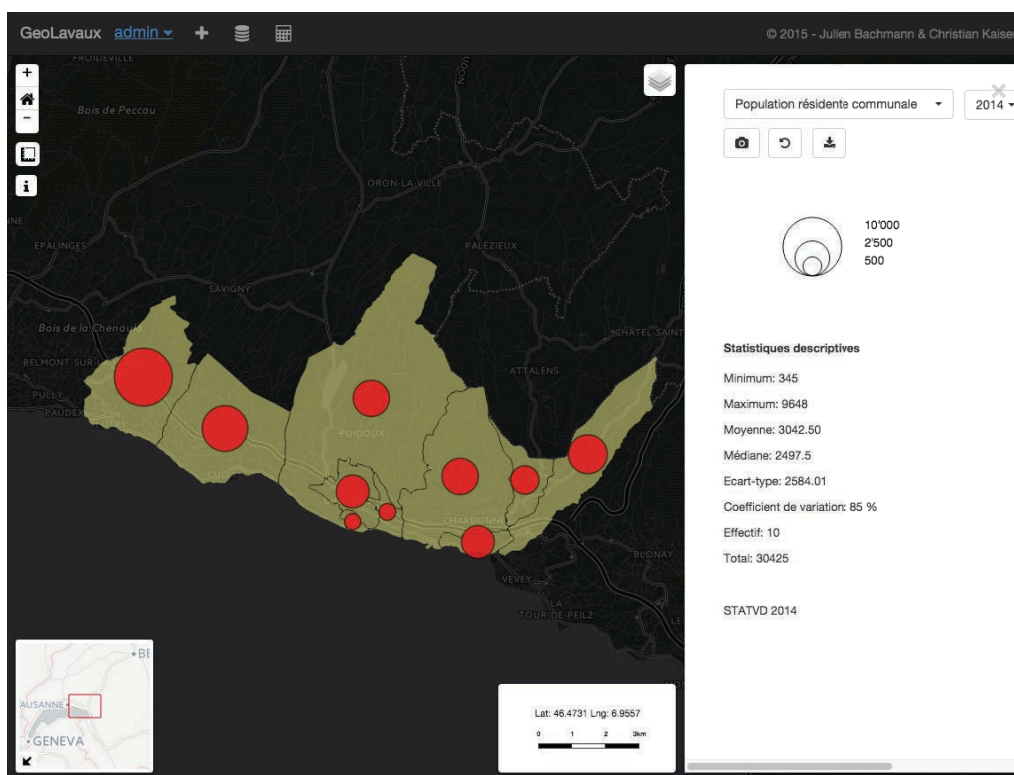 GeoLavaux admin
© 2015 - Julien Bachmann & Christian Kaiser
FROIDEVILLE
Bois de Peccau
ORON-LA-VILLE
EPALINGES
PALÉZIEUX
SAVIGNY
Bois de la Chenaula
CHÂTEL-SAINT
BELMONT-SUR-LA
ATTALENS
PULLY
PAUDEX
PUIDOUX
CHARDONNE
BLONAY
VEVEY
LA
TOUR-DE-PEILZ
Population résidente communale
2014
10'000
2'500
500
Statistiques descriptives
Minimum: 345
Maximum: 9648
Moyenne: 3042.50
Médiane: 2497.5
Ecart-type: 2584.01
Coefficient de variation: 85 %
Effectif: 10
Total: 30425
STATVD 2014
AUSANNE
GENEVA
Lat: 46.4731 Lng: 6.9557
0 1 2 3km